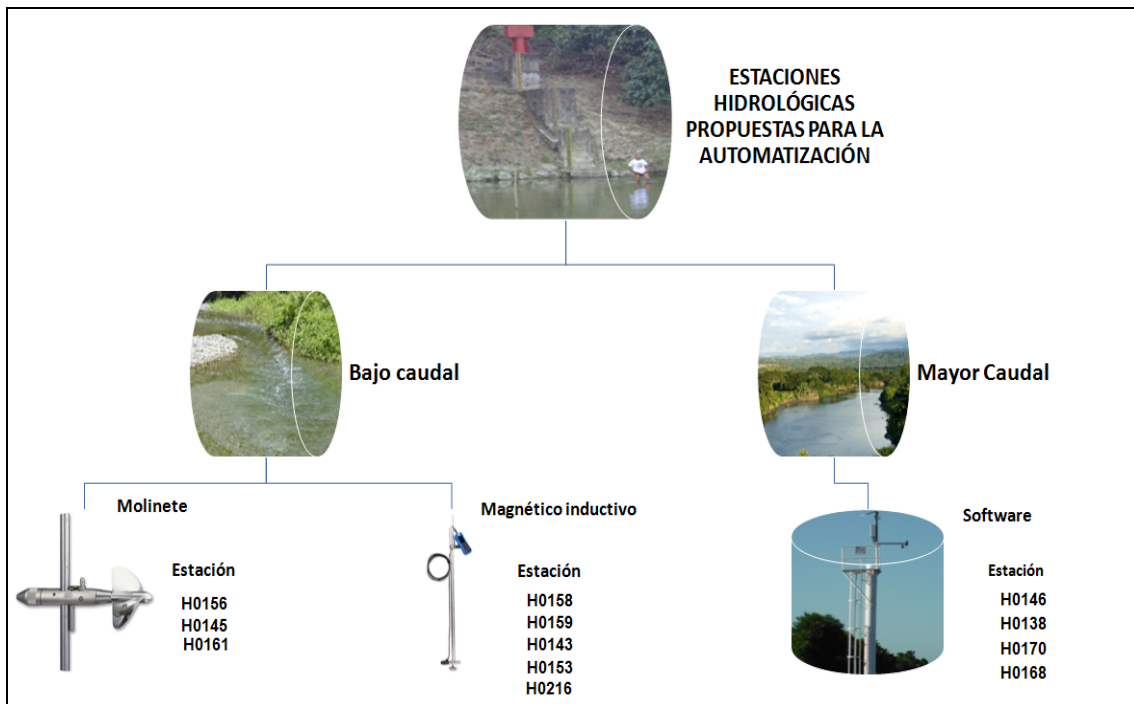 ESTACIONES
HIDROLÓGICAS
PROPUESTAS PARA LA
AUTOMATIZACIÓN
Bajo caudal
Mayor Caudal
Molinete
Estación
H0156
H0145
H0161
Magnético inductivo
Estación
H0158
H0159
H0143
H0153
H0216
Software
Estación
H0146
H0138
H0170
H0168